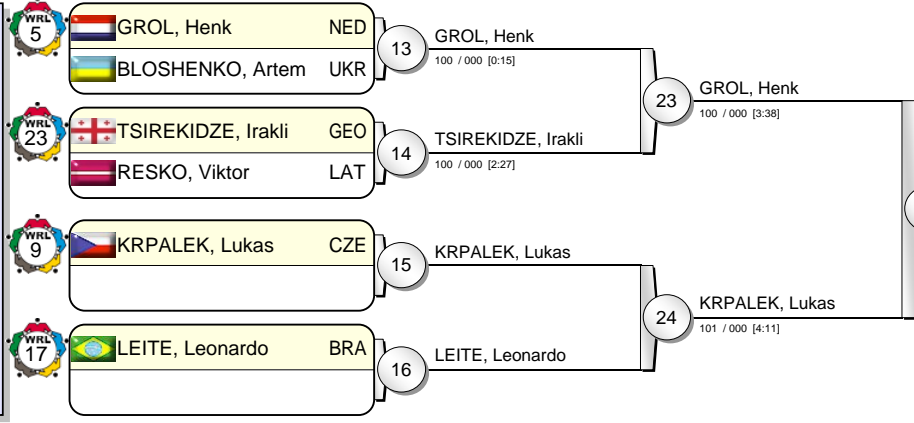 WRL
5
GROL, Henk NED
BLOSHENKO, Artem UKR
13
GROL, Henk
100 / 000 [0:15]
WRL
23
TSIREKIDZE, Irakli GEO
RESKO, Viktor LAT
14
TSIREKIDZE, Irakli
100 / 000 [2:27]
23
GROL, Henk
100 / 000 [3:38]
WRL
9
KRPALEK, Lukas CZE
15
KRPALEK, Lukas
WRL
17
LEITE, Leonardo BRA
16
LEITE, Leonardo
24
KRPALEK, Lukas
101 / 000 [4:11]